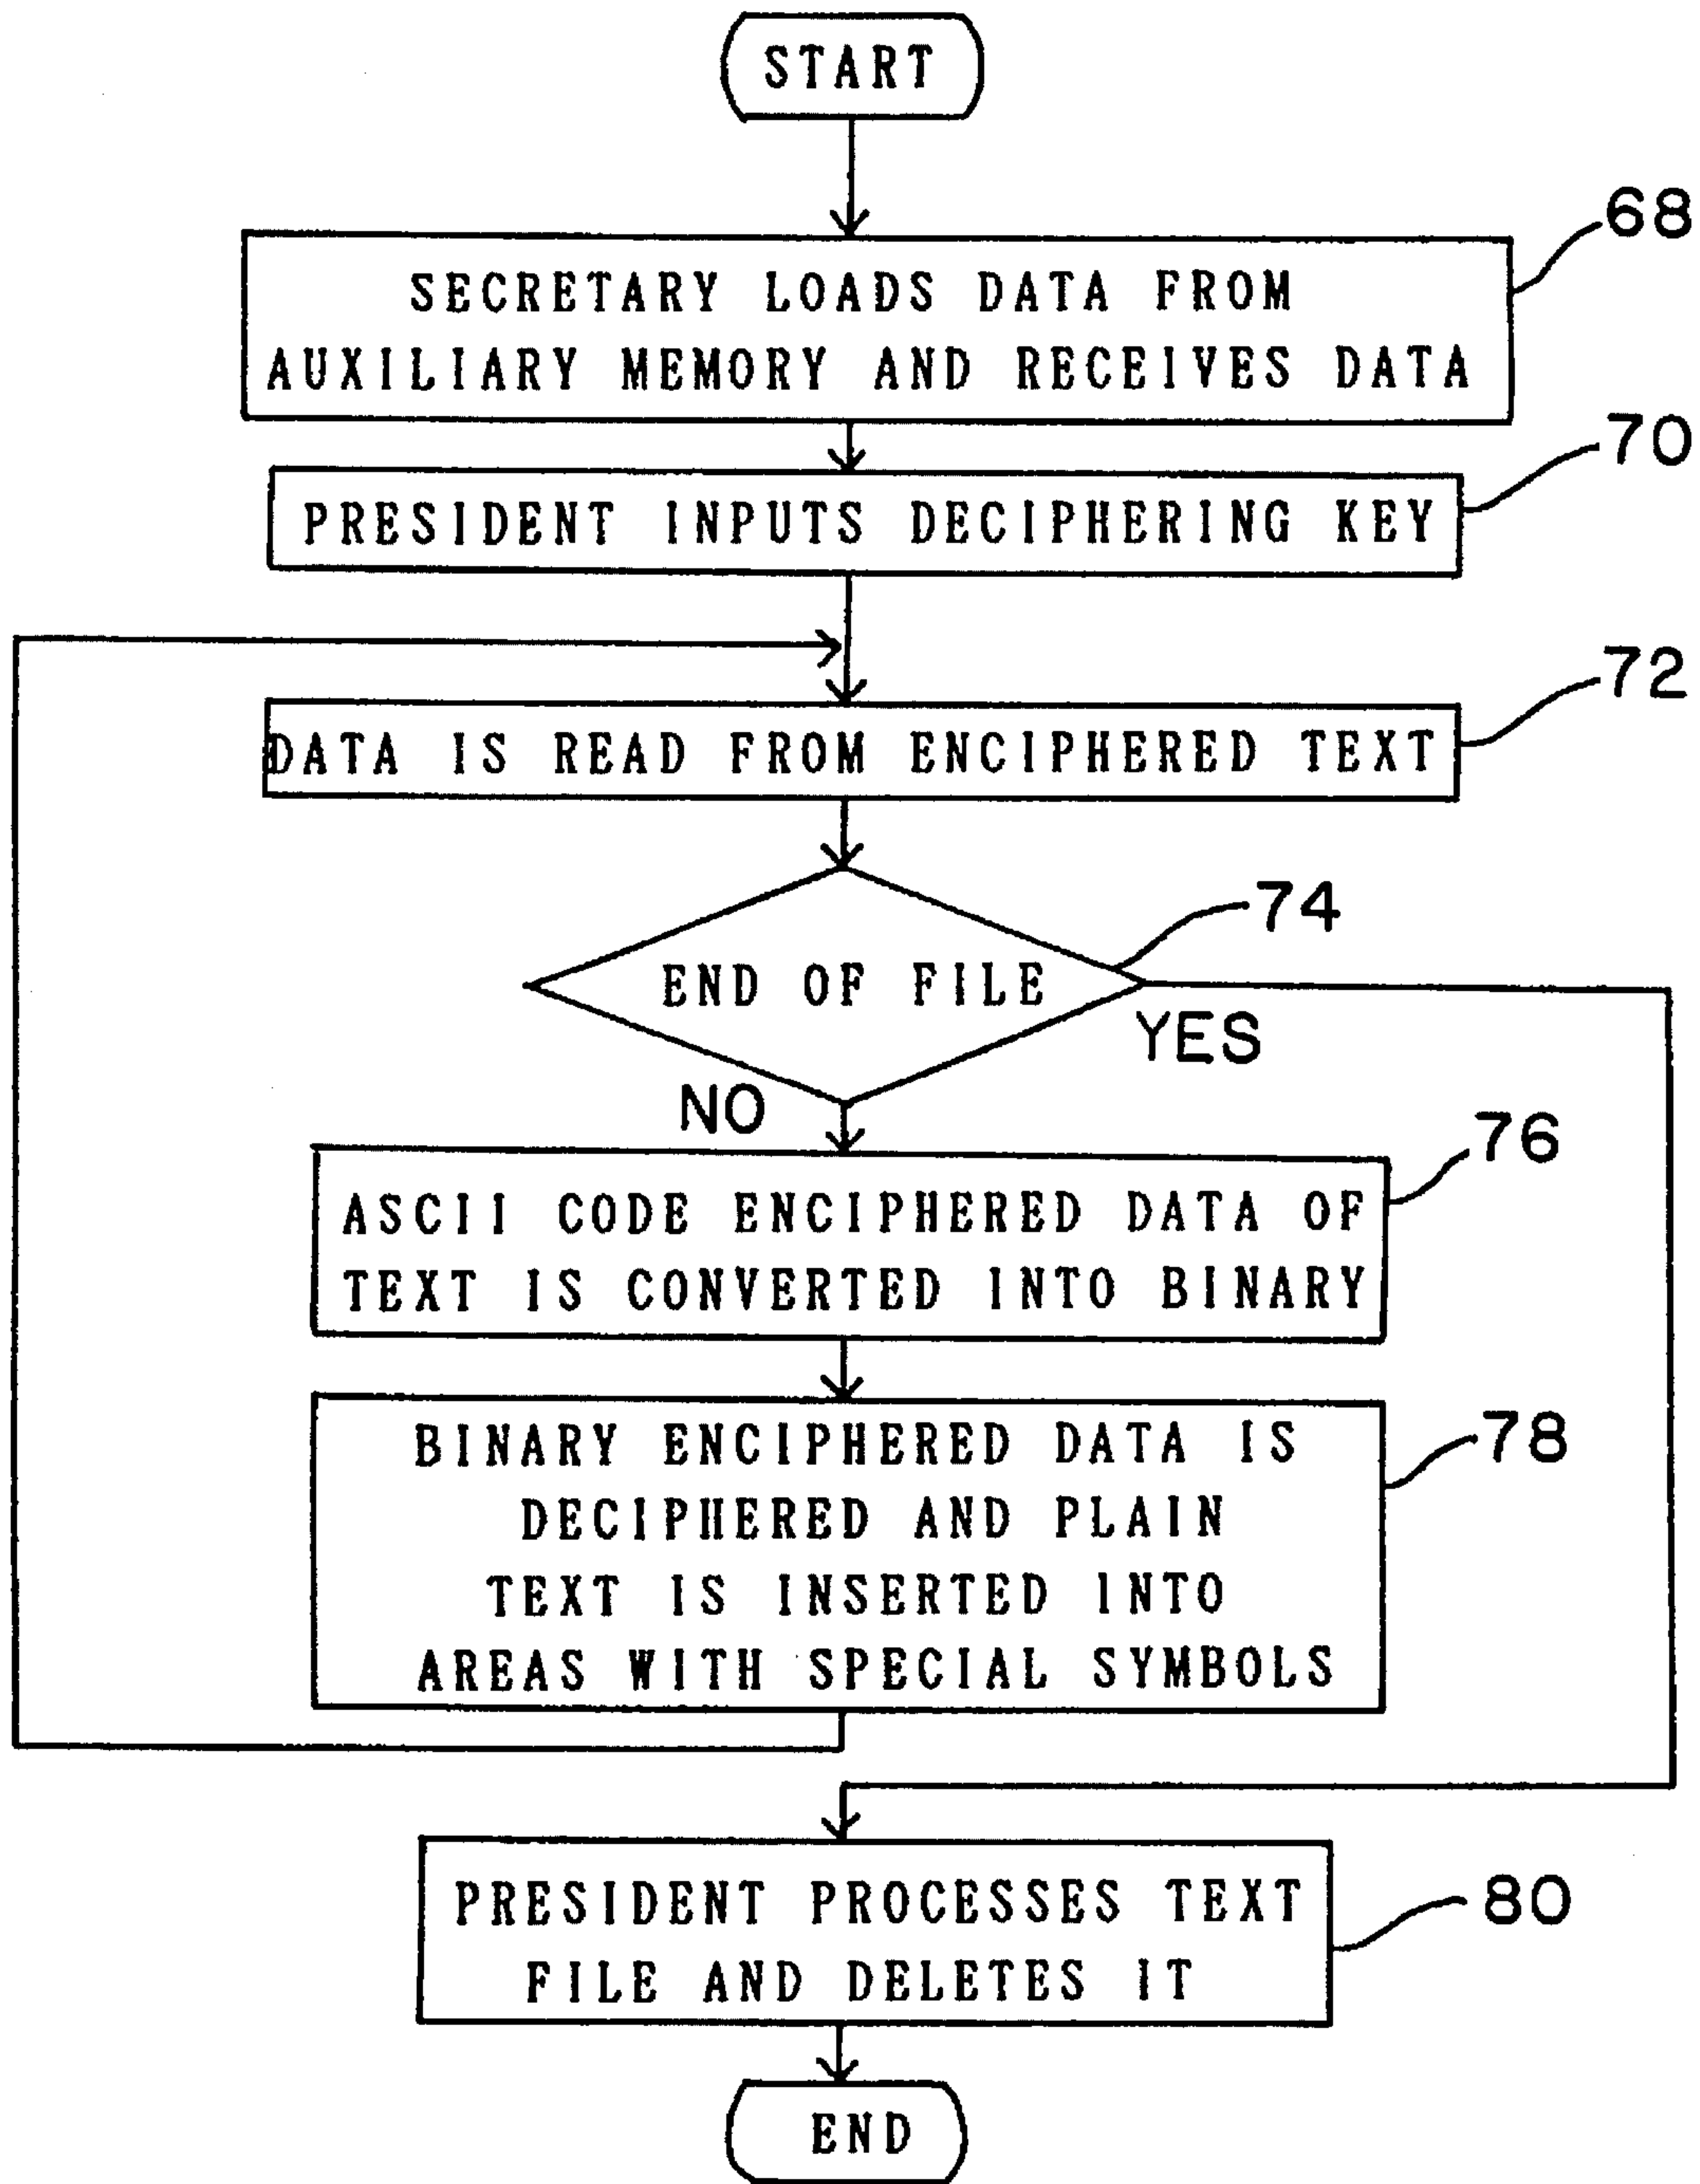 START
68
SECRETARY LOADS DATA FROM
AUXILIARY MEMORY AND RECEIVES DATA
70
PRESIDENT INPUTS DECIPHERING KEY
72
DATA IS READ FROM ENCIPHERED TEXT
74
END OF FILE
YES
NO
76
ASCII CODE ENCIPHERED DATA OF
TEXT IS CONVERTED INTO BINARY
78
BINARY ENCIPHERED DATA IS
DECIPHERED AND PLAIN
TEXT IS INSERTED INTO
AREAS WITH SPECIAL SYMBOLS
80
PRESIDENT PROCESSES TEXT
FILE AND DELETES IT
END